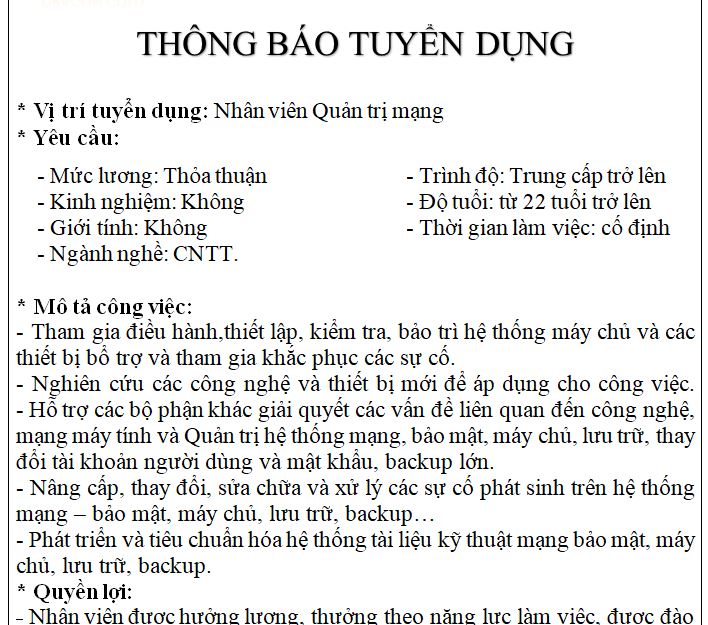 THÔNG BÁO TUYỂN DỤNG
* Vị trí tuyển dụng: Nhân viên Quản trị mạng
* Yêu cầu:
- Mức lương: Thỏa thuận
- Trình độ: Trung cấp trở lên
- Kinh nghiệm: Không
- Độ tuổi: từ 22 tuổi trở lên
- Giới tính: Không
- Thời gian làm việc: cố định
- Ngành nghề: CNTT.
* Mô tả công việc:
- Tham gia điều hành,thiết lập, kiểm tra, bảo trì hệ thống máy chủ và các
thiết bị bổ trợ và tham gia khắc phục các sự cố.
- Nghiên cứu các công nghệ và thiết bị mới để áp dụng cho công việc.
- Hỗ trợ các bộ phận khác giải quyết các vấn đề liên quan đến công nghệ,
mạng máy tính và Quản trị hệ thống mạng, bảo mật, máy chủ, lưu trữ, thay
đổi tài khoản người dùng và mật khẩu, backup lớn.
- Nâng cấp, thay đổi, sửa chữa và xử lý các sự cố phát sinh trên hệ thống
mạng – bảo mật, máy chủ, lưu trữ, backup…
- Phát triển và tiêu chuẩn hóa hệ thống tài liệu kỹ thuật mạng bảo mật, máy
chủ, lưu trữ, backup.
* Quyền lợi:
- Nhân viên được hưởng lương, thưởng theo năng lực làm việc, được đào